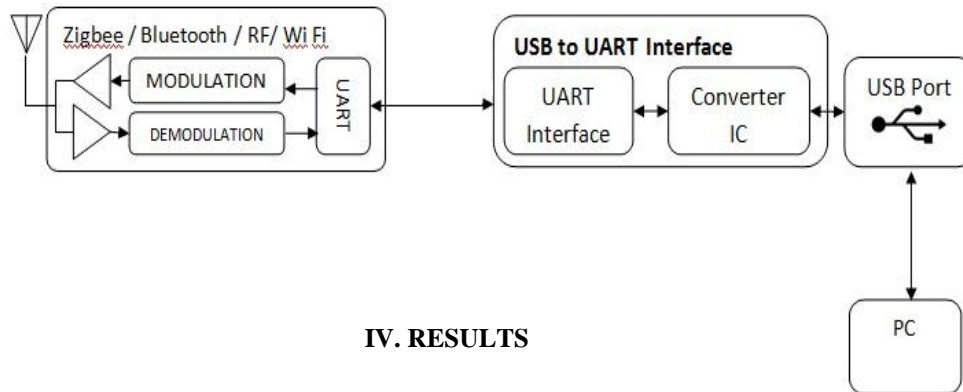 Zigbee / Bluetooth / RF/ Wi Fi
MODULATION
DEMODULATION
UART
USB to UART Interface
UART
Interface
Converter
IC
USB Port
PC
IV. RESULTS